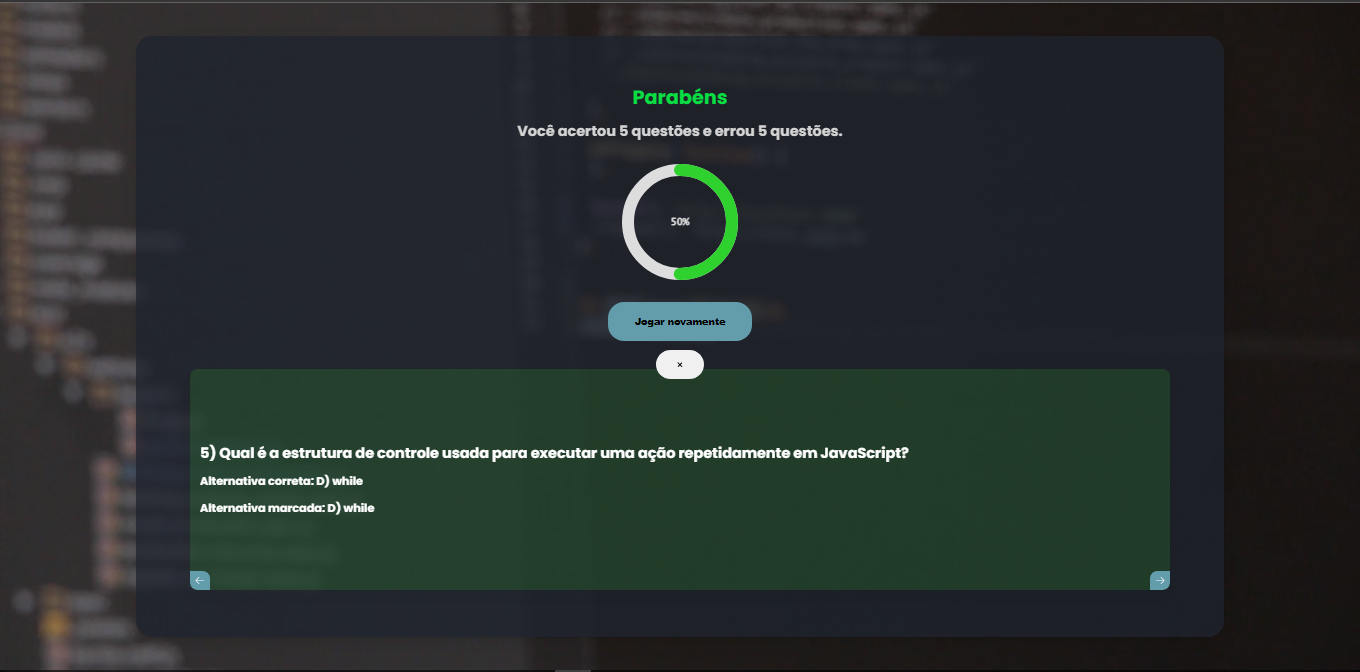 Parabéns
Você acertou 5 questões e errou 5 questões.
50%
Jogar novamente
×
5) Qual é a estrutura de controle usada para executar uma ação repetidamente em JavaScript?
Alternativa correta: D) while
Alternativa marcada: D) while
← →